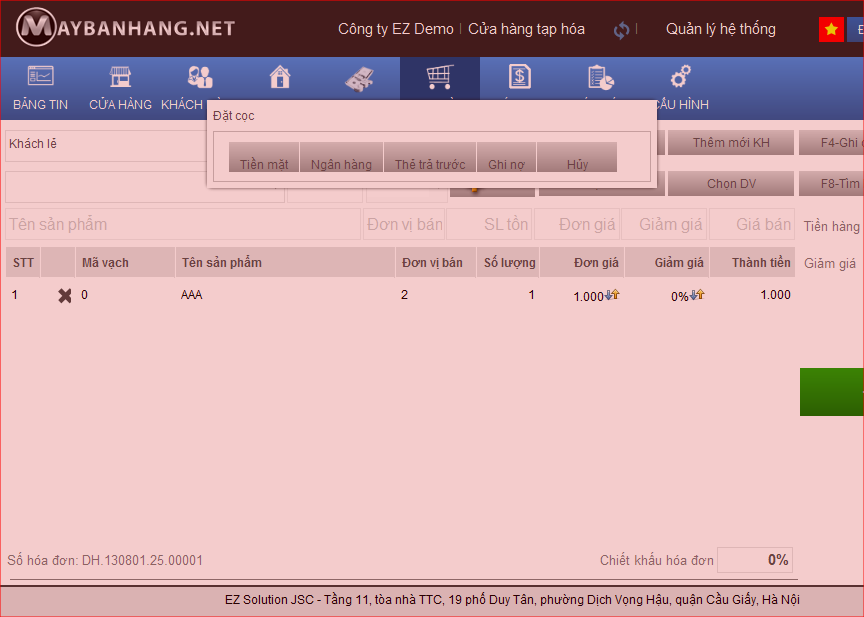 MAYBANHANG.NET
Công ty EZ Demo | Cửa hàng tạp hóa | Quản lý hệ thống
BẢNG TIN CỬA HÀNG KHÁCH CẤU HÌNH
Đặt cọc
Tiền mặt Ngân hàng Thẻ trả trước Ghi nợ Hủy
Khách lẻ Thêm mới KH F4-Ghi
Chọn DV F8-Tìm
Tên sản phẩm Đơn vị bán SL tồn Đơn giá Giảm giá Giá bán Tiền hàng
STT Mã vạch Tên sản phẩm Đơn vị bán Số lượng Đơn giá Giảm giá Thành tiền Giảm giá
1 0 AAA 2 1 1.000 0% 1.000
Số hóa đơn: DH.130801.25.00001 Chiết khấu hóa đơn 0%
EZ Solution JSC - Tầng 11, tòa nhà TTC, 19 phố Duy Tân, phường Dịch Vọng Hậu, quận Cầu Giấy, Hà Nội